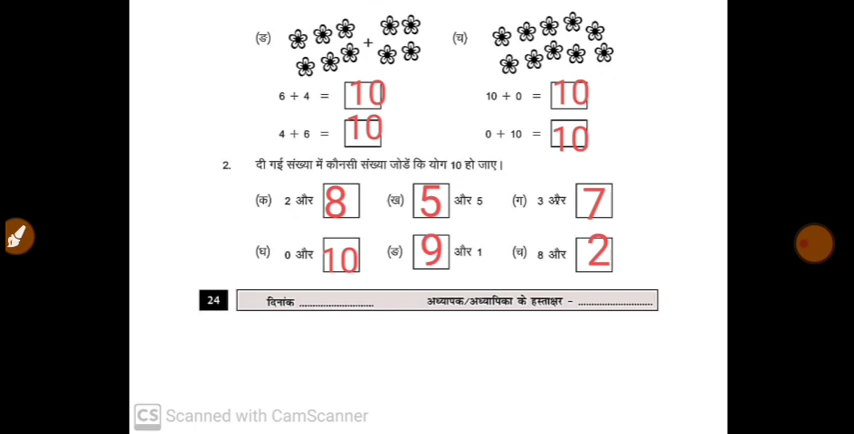 (ङ) + (च)
6 + 4 = 10 10 + 0 = 10
4 + 6 = 10 0 + 10 = 10
2. दी गई संख्या में कौनसी संख्या जोडें कि योग 10 हो जाए।
(क) 2 और 8 (ख) 5 और 5 (ग) 3 और 7
(घ) 0 और 10 (ङ) 9 और 1 (च) 8 और 2
24 दिनांक .......................... अध्यापक/अध्यापिका के हस्ताक्षर - ..........................
CS Scanned with CamScanner